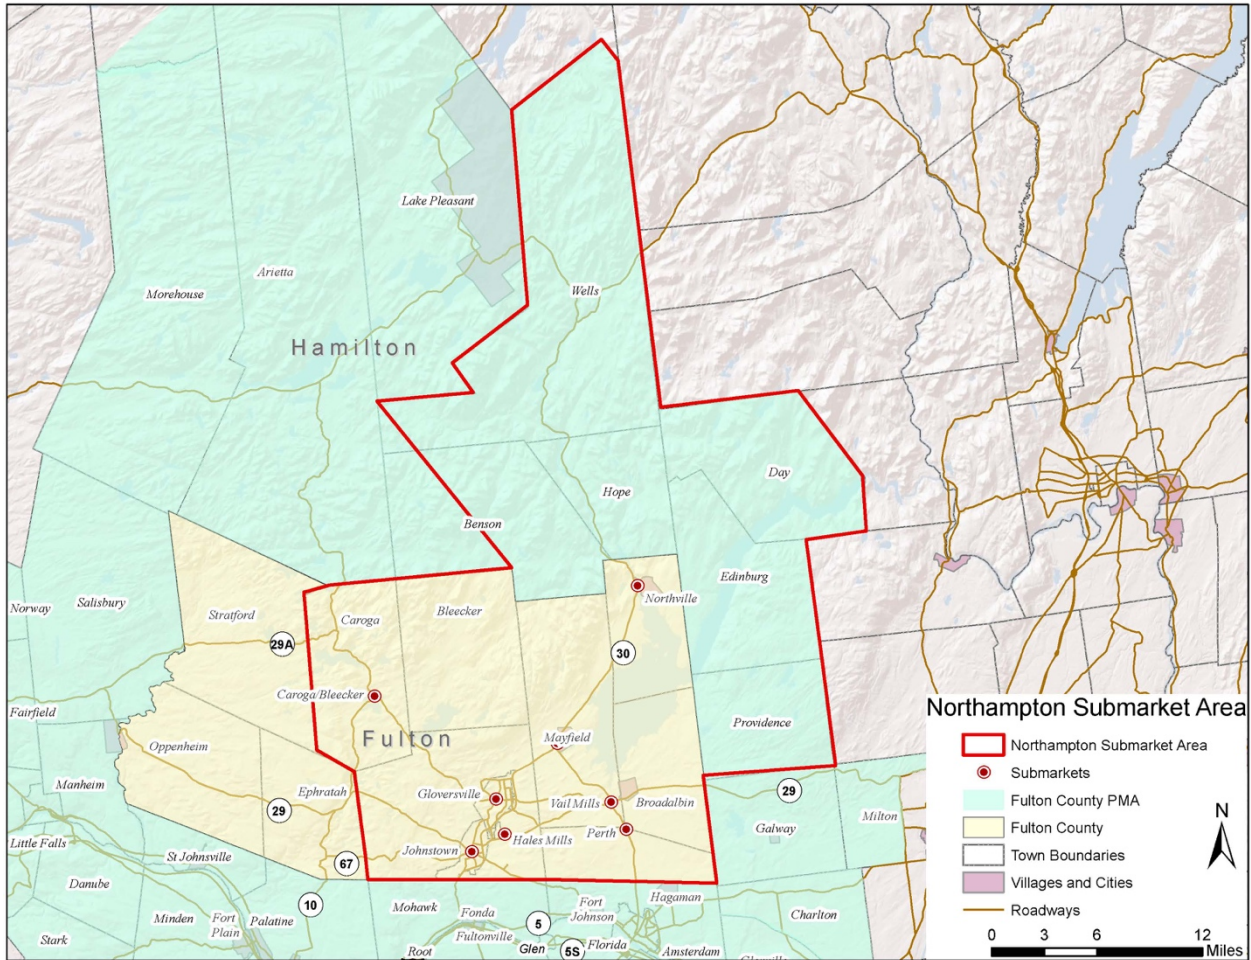 Lake Pleasant
Arietta
Morehouse
Wells
Hamilton
Day
Hope
Benson
Edinburg
Northville
Norway
Salisbury
Stratford
Caroga
Bleecker
29A
30
Caroga/Bleecker
Fairfield
Oppenheim
Fulton
Mayfield
Providence
Manheim
Ephratah
Gloversville
Vail Mills
Broadalbin
29
29
Galway
Milton
Little Falls
Johnstown
Hales Mills
Perth
St Johnsville
67
Danube
Minden
Fort
Plain
Palatine
10
Mohawk
Fonda
Fultonville
Fort
Johnson
Hagaman
Charlton
5
Stark
Root
Glen
5S
Florida
Amsterdam
Northampton Submarket Area
Northampton Submarket Area
Submarkets
Fulton County PMA
Fulton County
Town Boundaries
Villages and Cities
Roadways
N
0 3 6 12
Miles